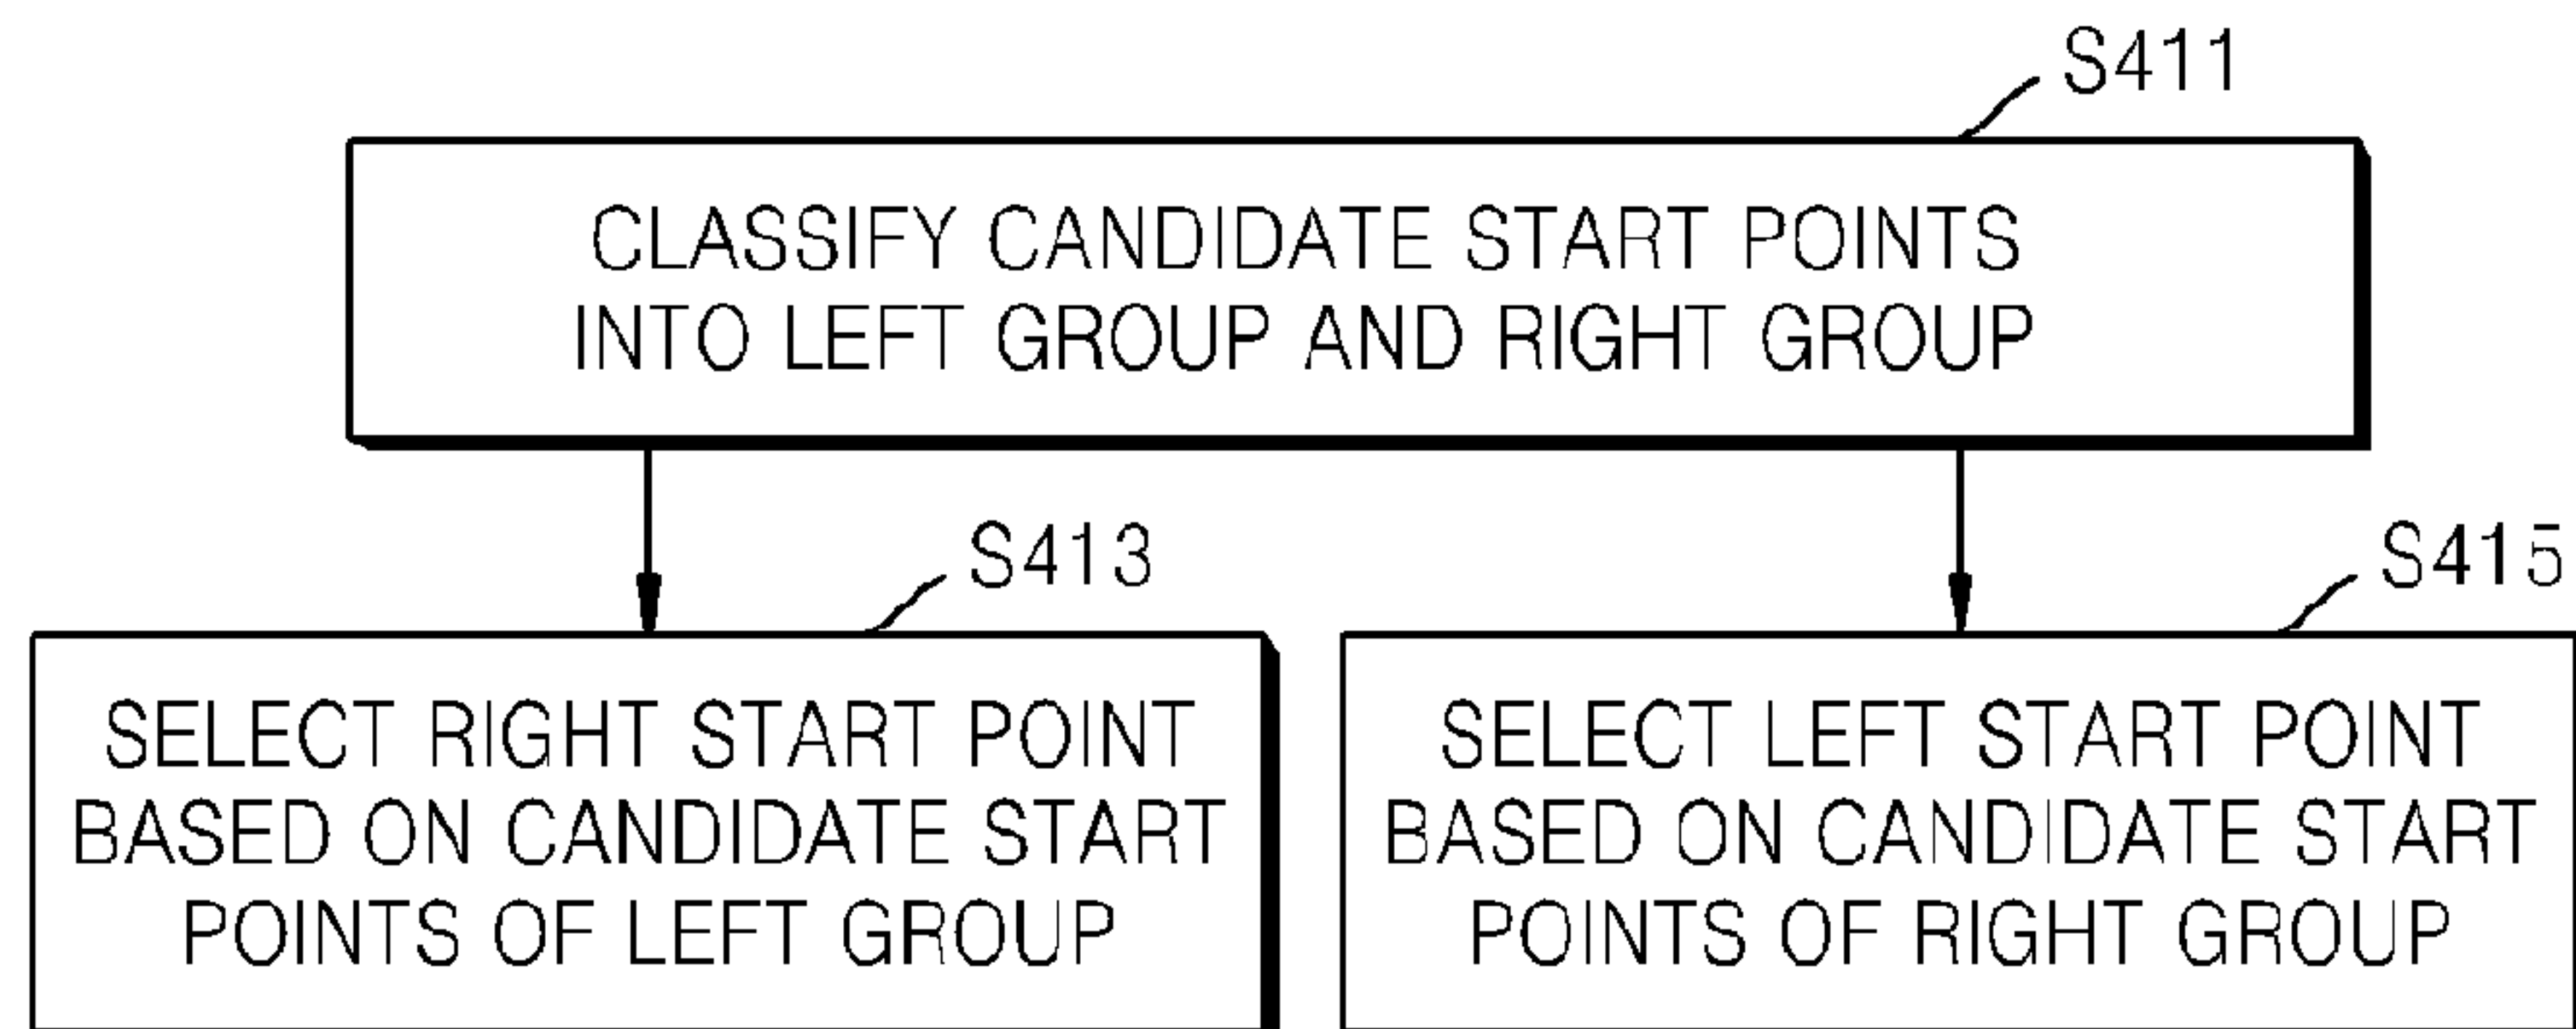 S411
CLASSIFY CANDIDATE START POINTS
INTO LEFT GROUP AND RIGHT GROUP
S413
SELECT RIGHT START POINT
BASED ON CANDIDATE START
POINTS OF LEFT GROUP
S415
SELECT LEFT START POINT
BASED ON CANDIDATE START
POINTS OF RIGHT GROUP